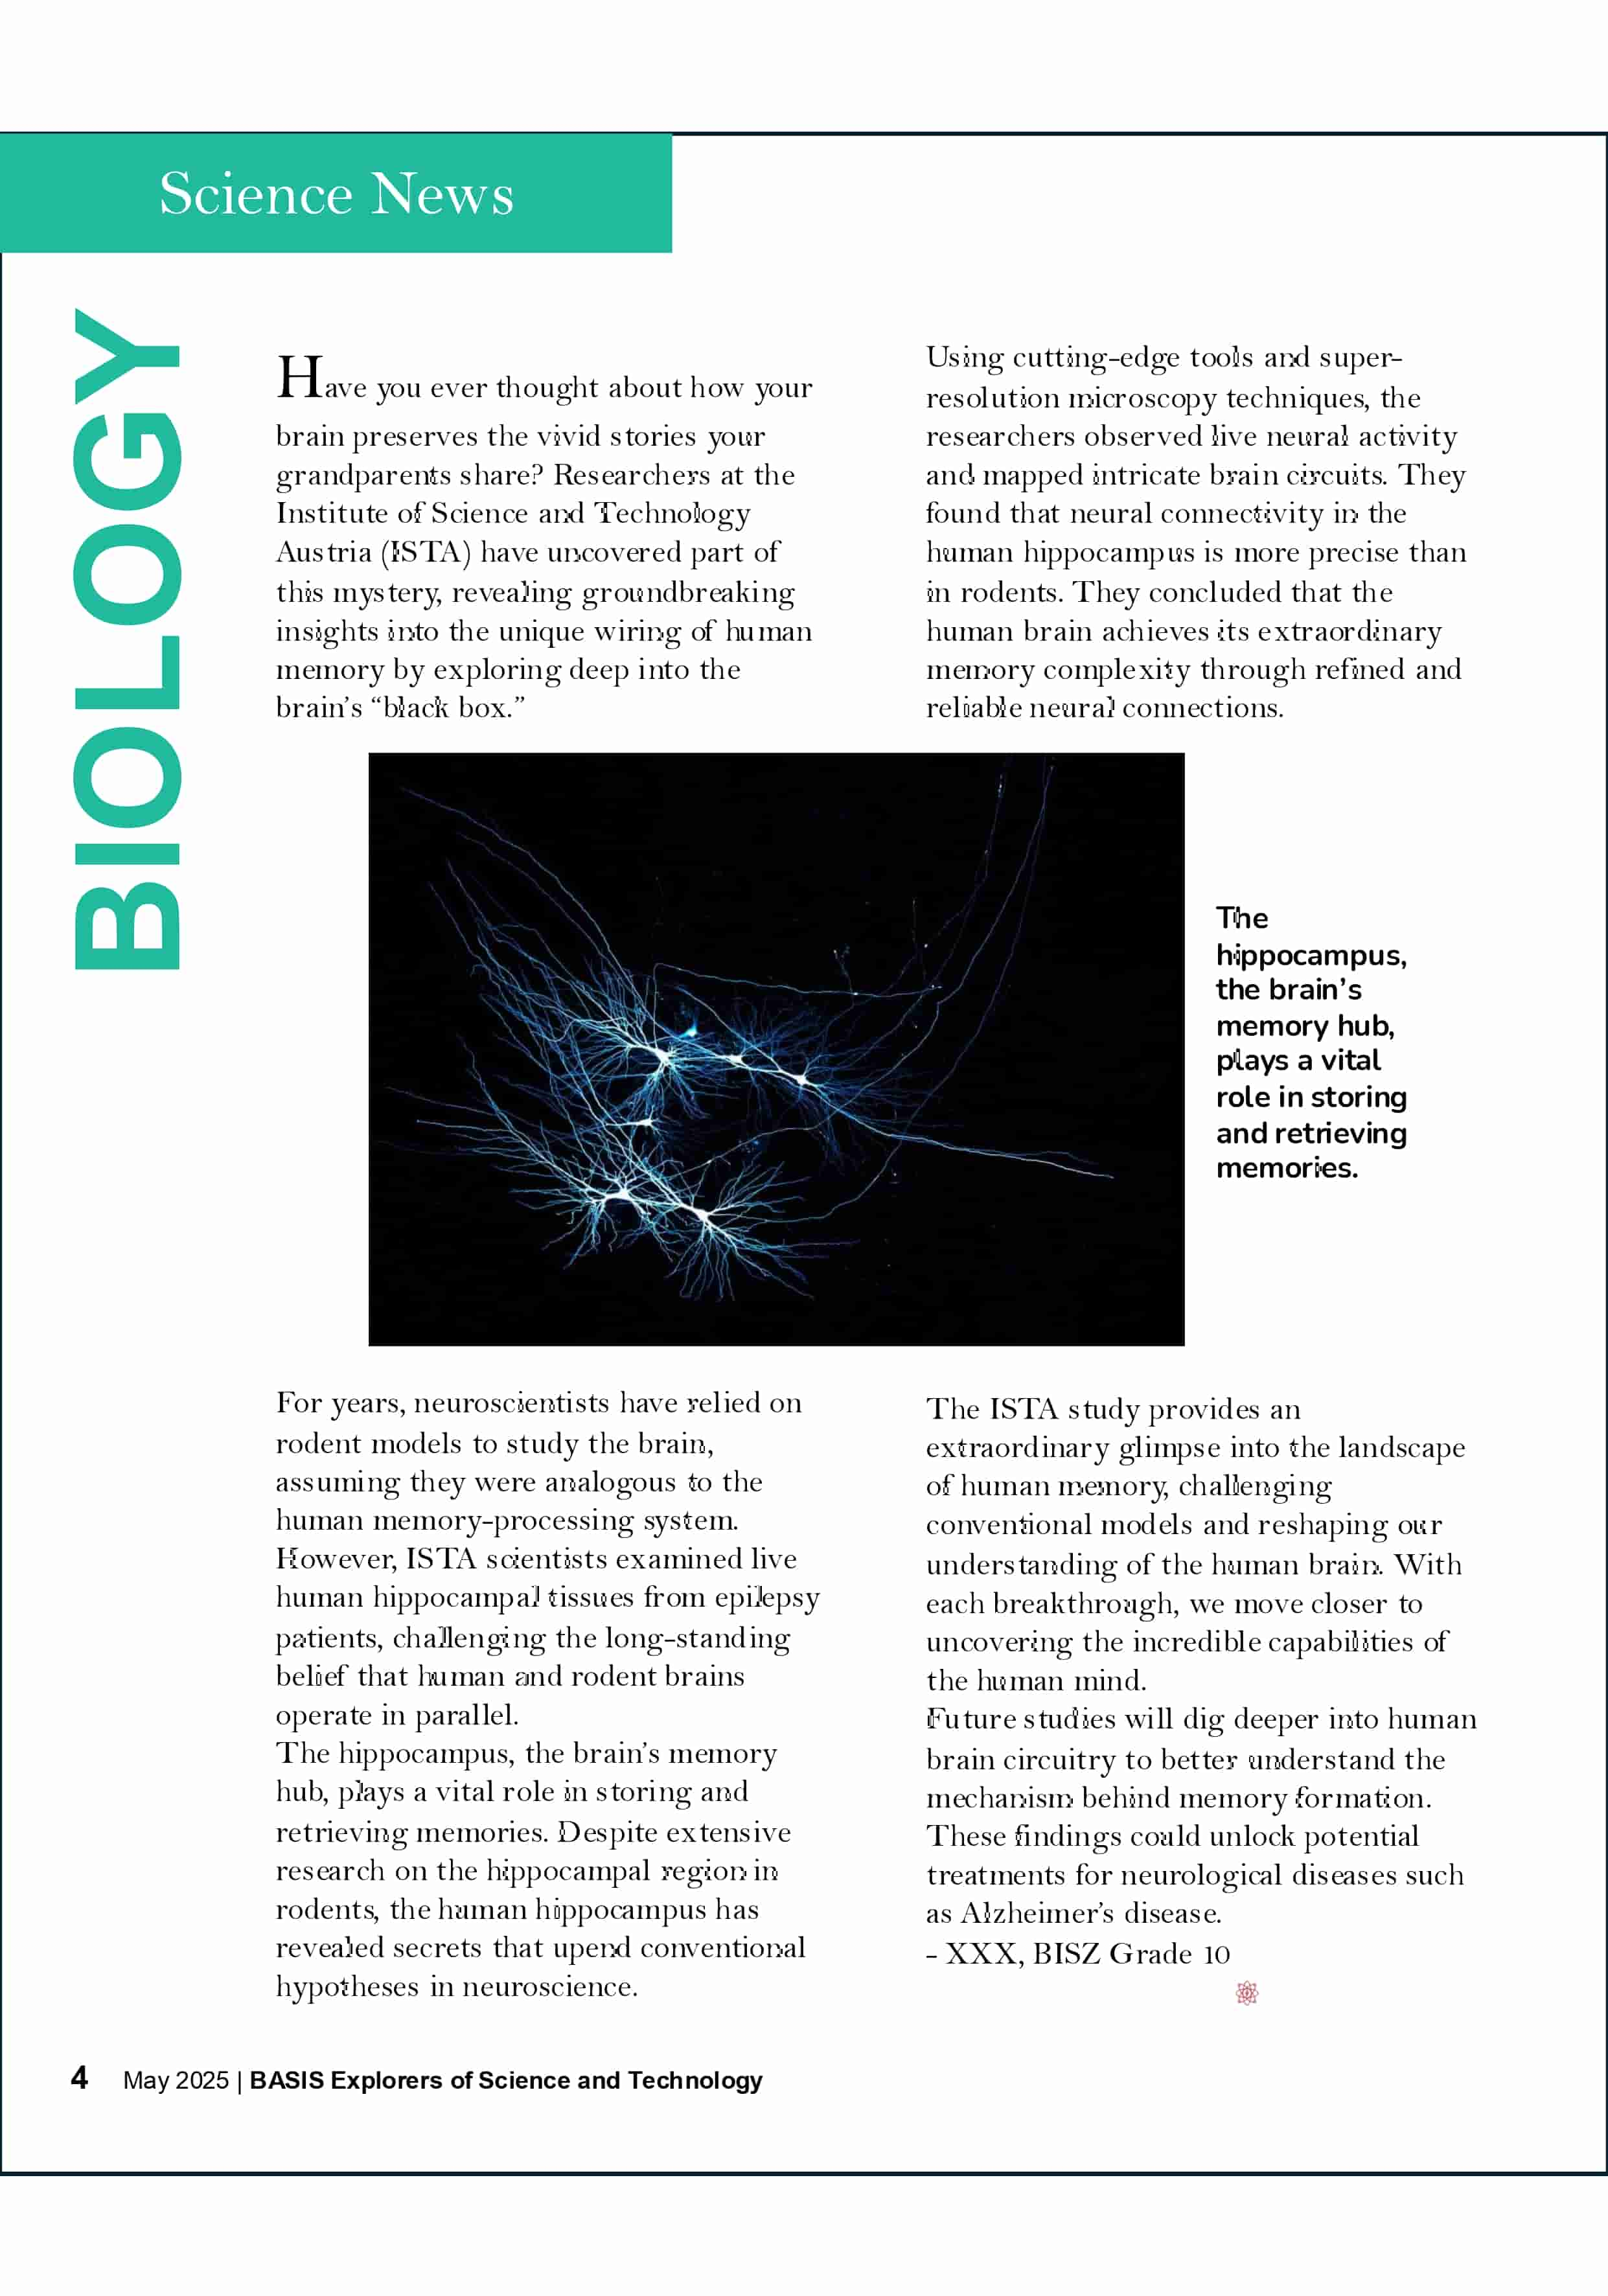 Science News
BIOLOGY
Have you ever thought about how your
brain preserves the vivid stories your
grandparents share? Researchers at the
Institute of Science and Technology
Austria (ISTA) have uncovered part of
this mystery, revealing groundbreaking
insights into the unique wiring of human
memory by exploring deep into the
brain's “black box.”
For years, neuroscientists have relied on
rodent models to study the brain,
assuming they were analogous to the
human memory-processing system.
However, ISTA scientists examined live
human hippocampal tissues from epilepsy
patients, challenging the long-standing
belief that human and rodent brains
operate in parallel.
The hippocampus, the brain's memory
hub, plays a vital role in storing and
retrieving memories. Despite extensive
research on the hippocampal region in
rodents, the human hippocampus has
revealed secrets that upend conventional
hypotheses in neuroscience.
Using cutting-edge tools and super-
resolution microscopy techniques, the
researchers observed live neural activity
and mapped intricate brain circuits. They
found that neural connectivity in the
human hippocampus is more precise than
in rodents. They concluded that the
human brain achieves its extraordinary
memory complexity through refined and
reliable neural connections.
The
hippocampus,
the brain's
memory hub,
plays a vital
role in storing
and retrieving
memories.
The ISTA study provides an
extraordinary glimpse into the landscape
of human memory, challenging
conventional models and reshaping our
understanding of the human brain. With
each breakthrough, we move closer to
uncovering the incredible capabilities of
the human mind.
Future studies will dig deeper into human
brain circuitry to better understand the
mechanism behind memory formation.
These findings could unlock potential
treatments for neurological diseases such
as Alzheimer's disease.
- XXX, BISZ Grade 10
4 May 2025 | BASIS Explorers of Science and Technology